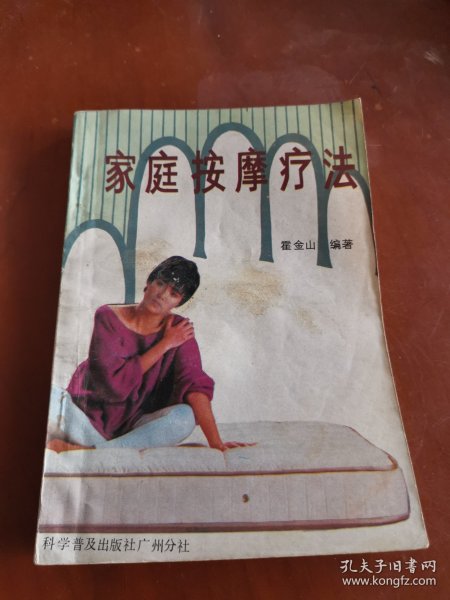 家庭按摩疗法
霍金山 编著
科学普及出版社广州分社
孔夫子旧书网
www.kongfz.com